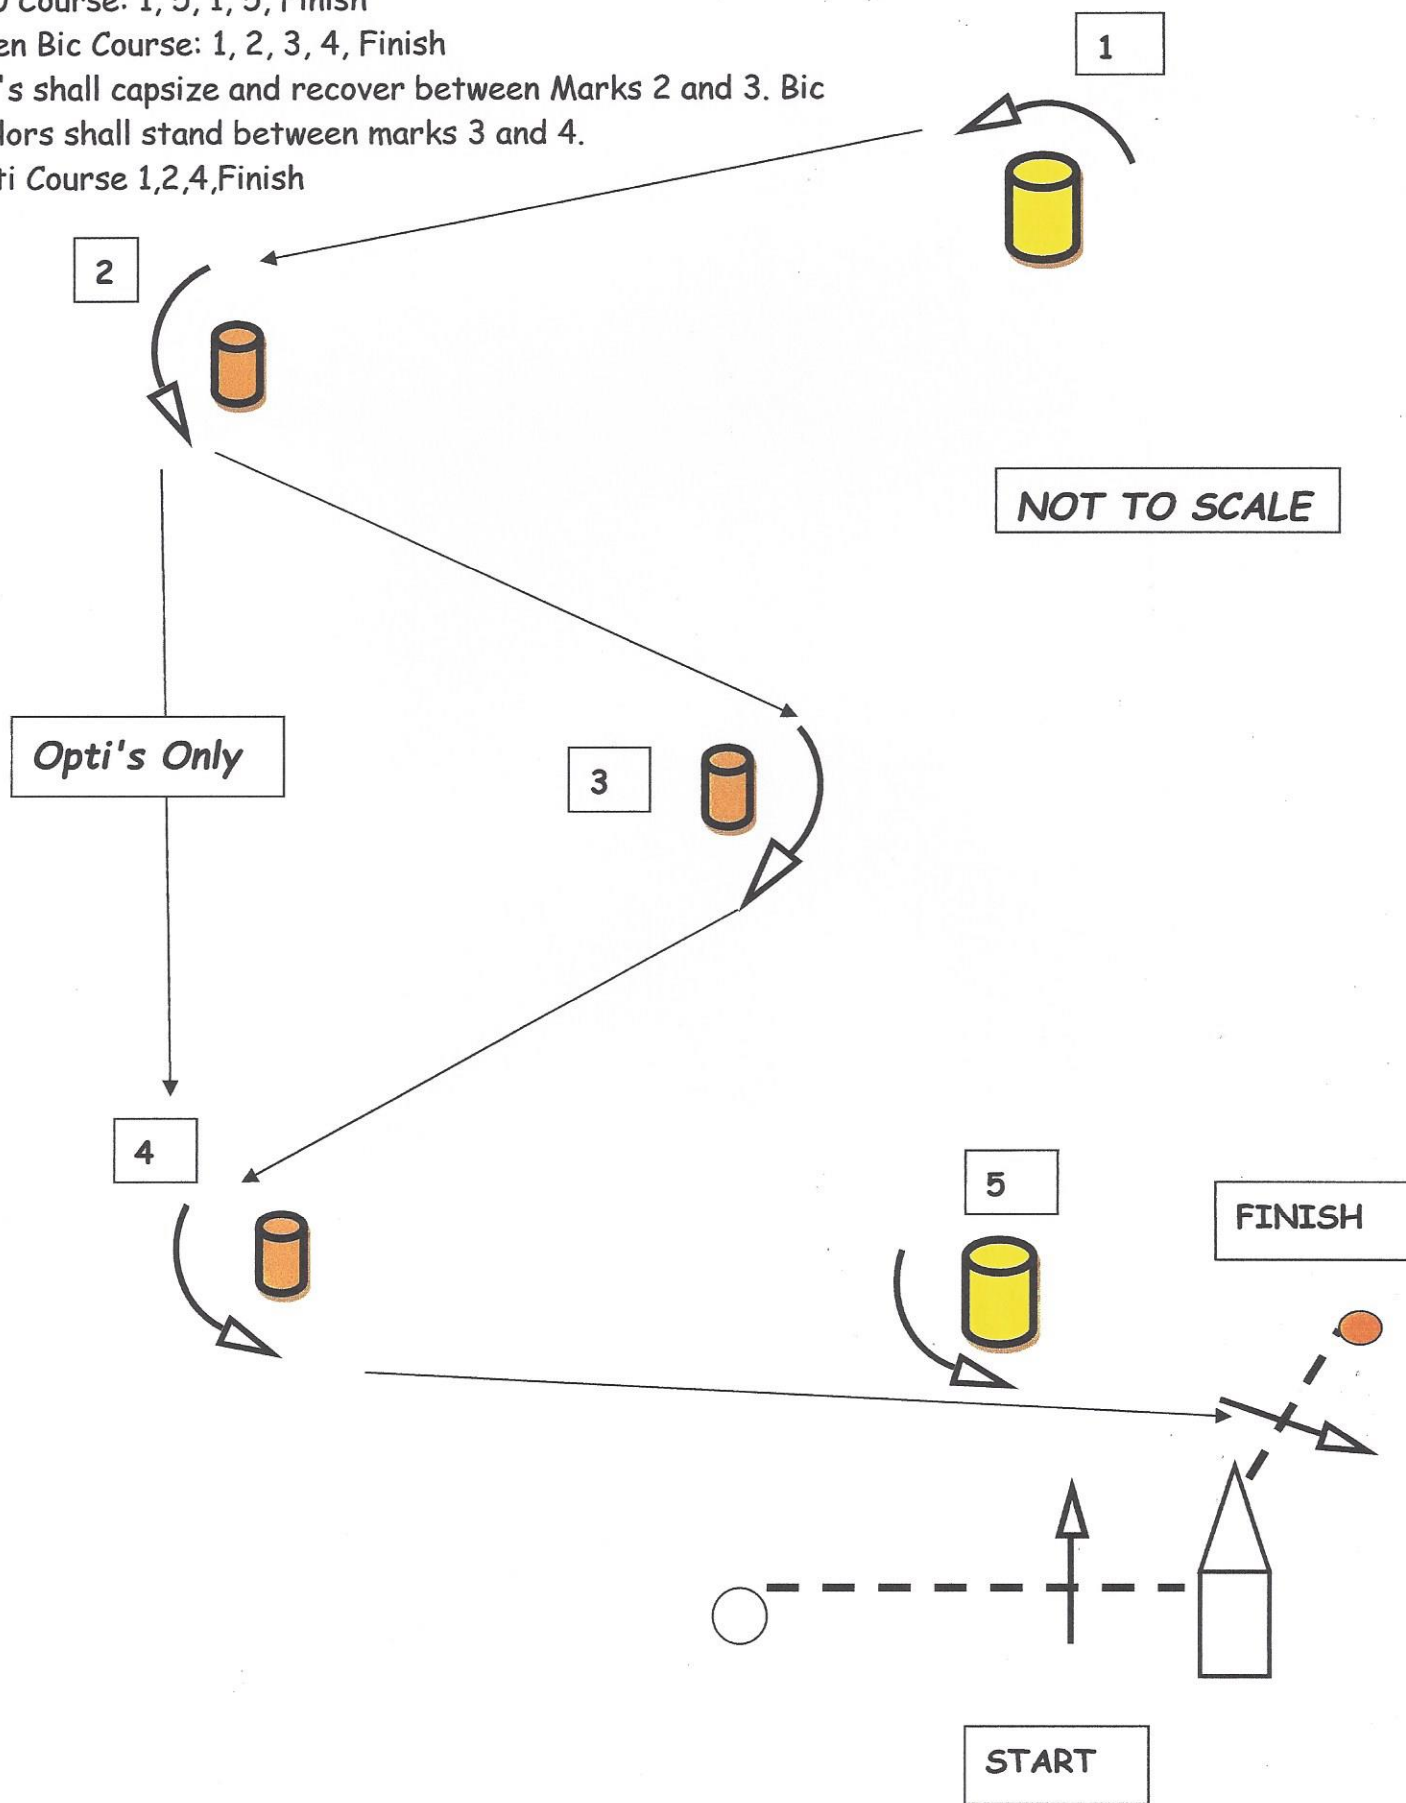 Course: 1, 5, 1, 5, Finish
en Bic Course: 1, 2, 3, 4, Finish
's shall capsize and recover between Marks 2 and 3. Bic
lors shall stand between marks 3 and 4.
ti Course 1,2,4,Finish
1
2
NOT TO SCALE
Opti's Only
3
4
5
FINISH
START